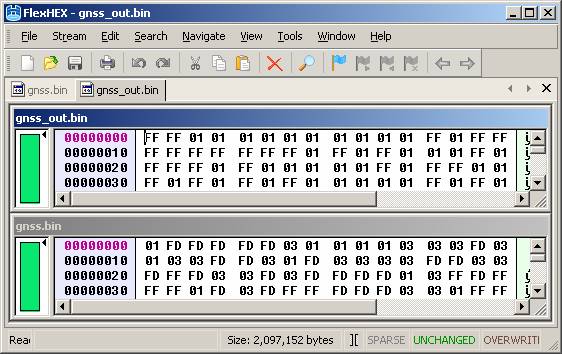 FlexHEX - gnss_out.bin
File Stream Edit Search Navigate View Tools Window Help
gnss.bin gnss_out.bin
gnss_out.bin
00000000 FF FF 01 01 01 01 01 01 01 01 01 01 FF 01 FF FF
00000010 FF FF FF FF FF FF FF 01 FF 01 FF 01 01 01 FF 01
00000020 FF FF FF 01 01 01 01 01 FF FF 01 01 FF FF FF 01
00000030 FF 01 FF 01 FF 01 FF 01 01 01 FF 01 FF 01 FF FF
gnss.bin
00000000 01 FD FD FD FD FD 03 01 01 01 01 03 03 03 FD 03
00000010 01 03 03 FD FD 03 01 FD 03 03 03 03 01 FD FD FD
00000020 FD FD FF FD 03 03 FD 03 FD FD FD 01 03 FF FF FF
00000030 FF FF 01 FD 03 03 FF FF FD FD FD FD 03 01 FF FF
Size: 2,097,152 bytes ][ SPARSE UNCHANGED OVERWRITI